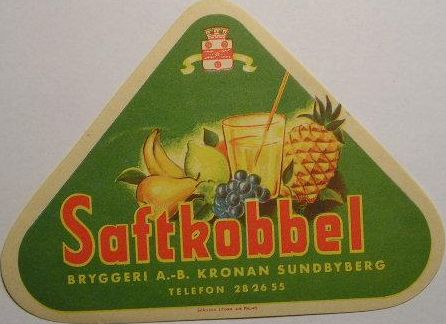 Saftkobbel
BRYGGERI A.-B. KRONAN SUNDBYBERG
TELEFON 28 26 55